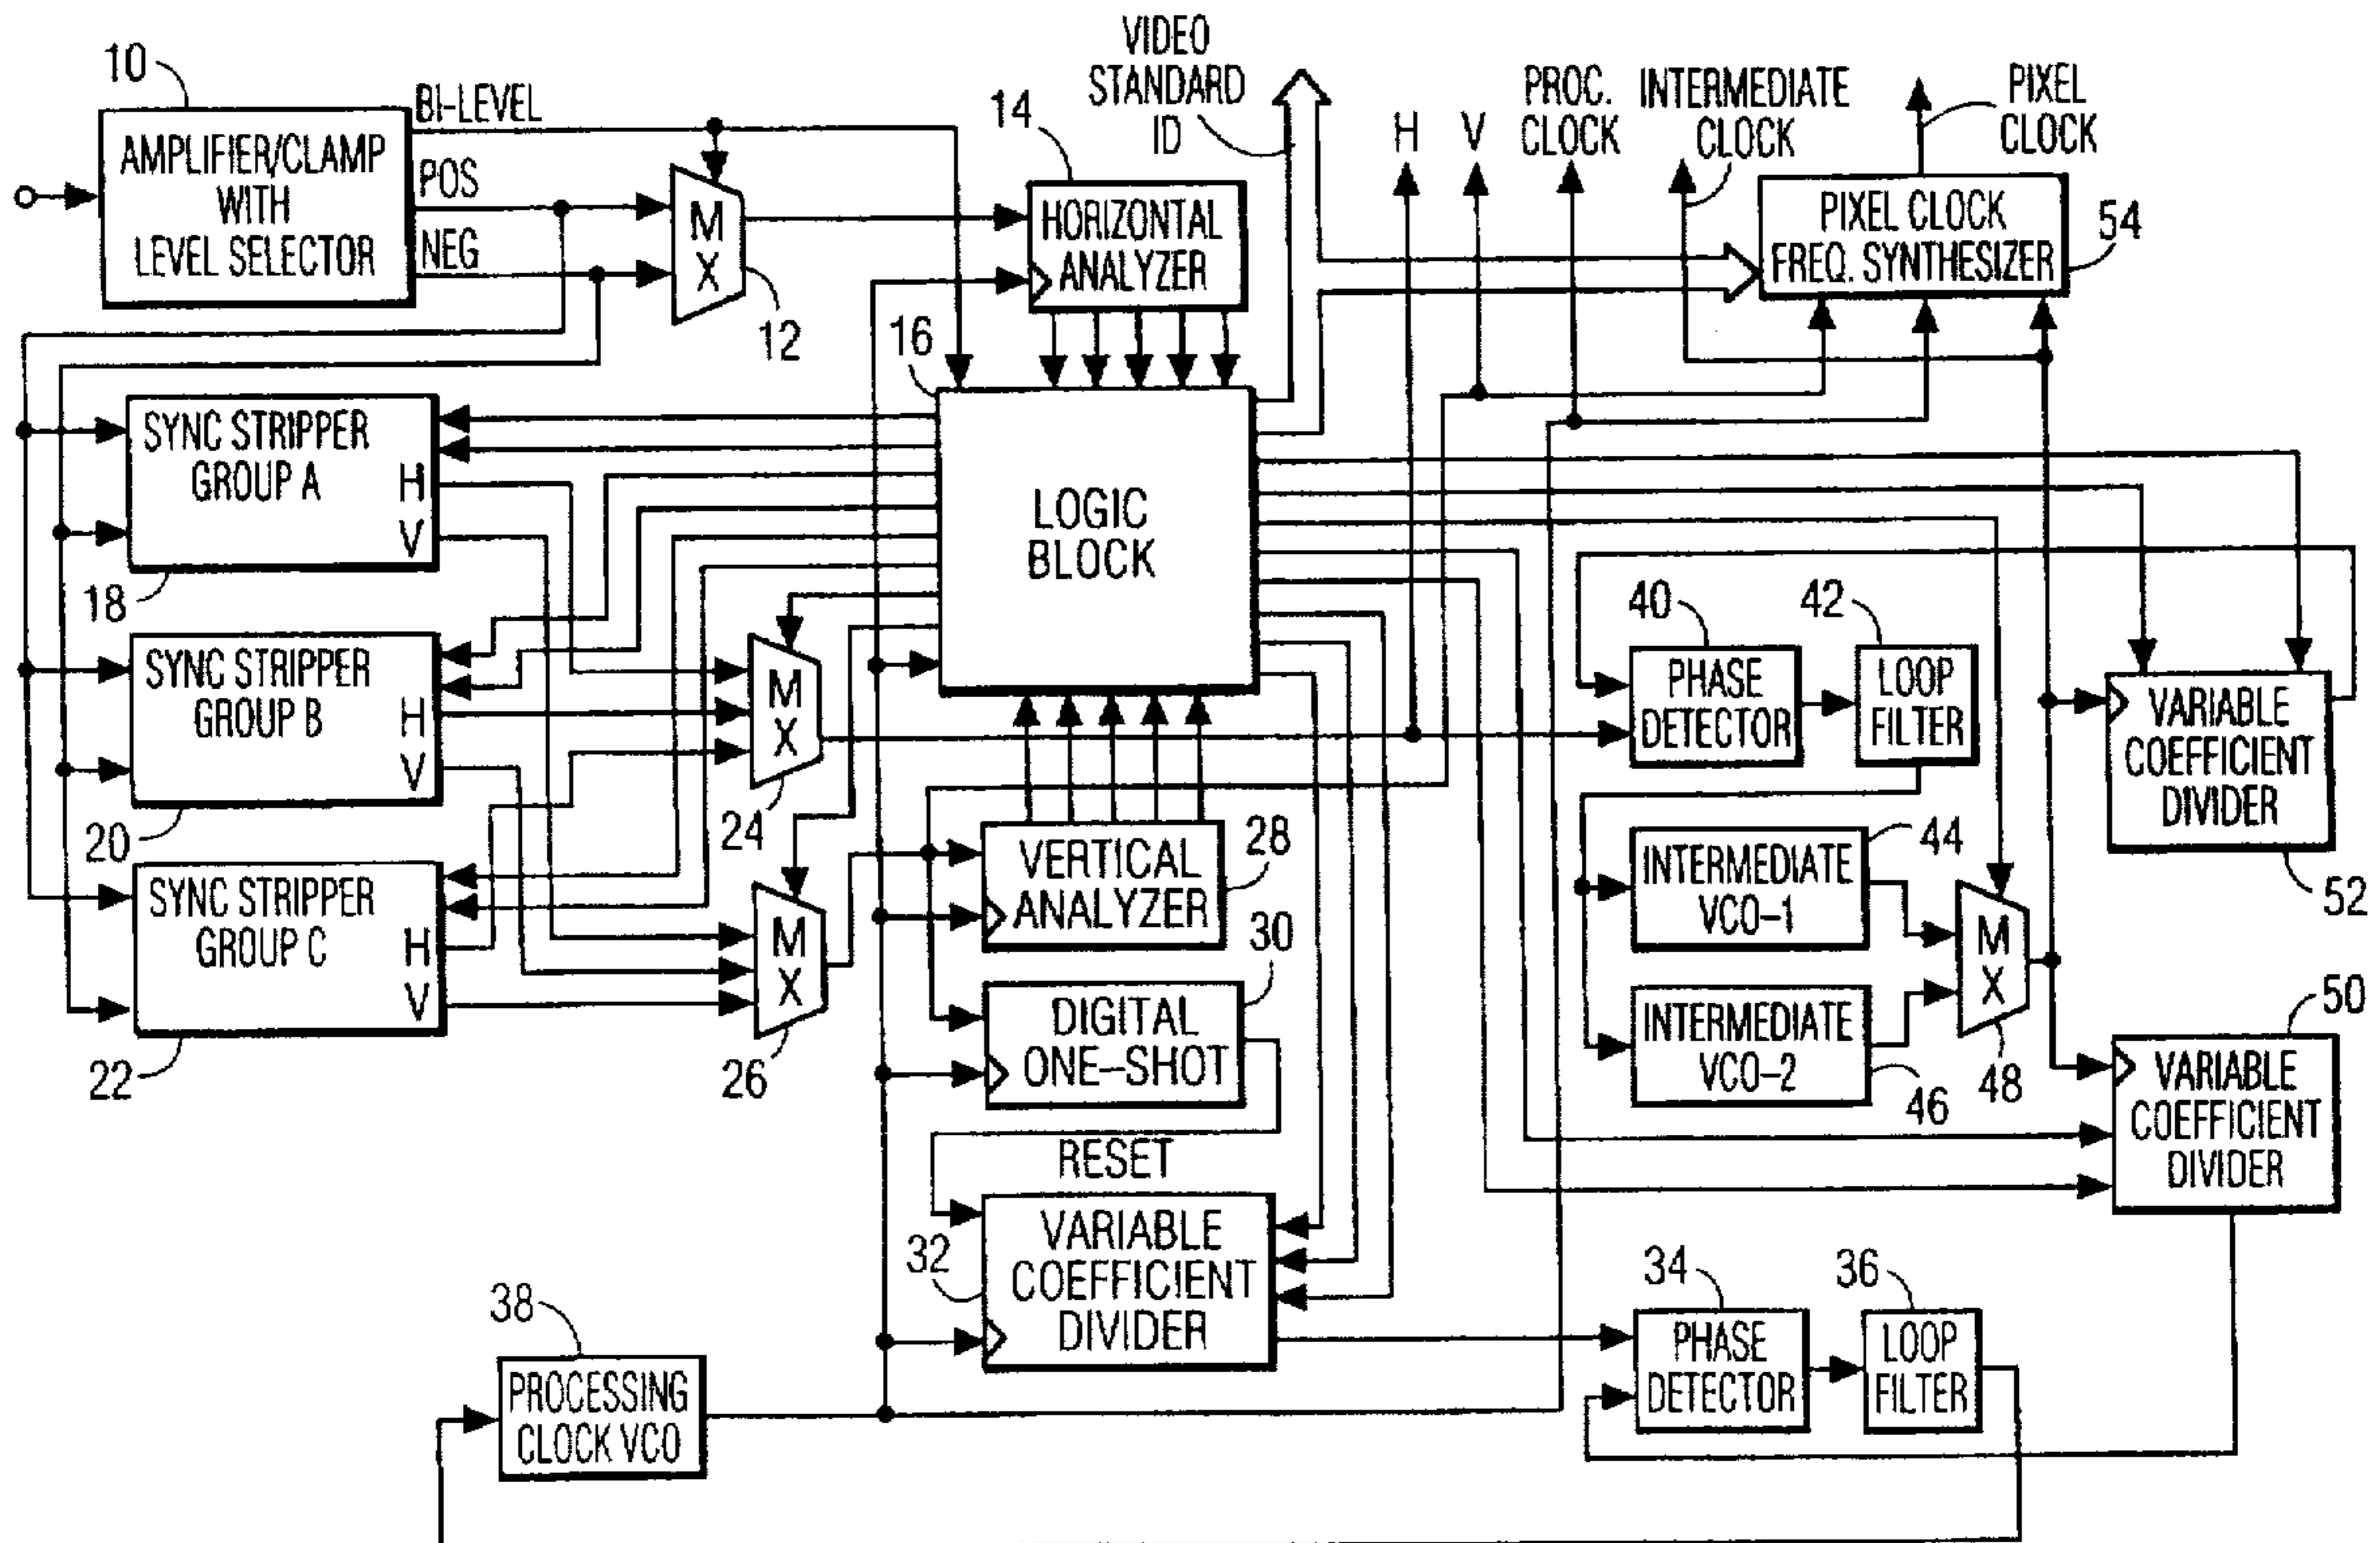 10
AMPLIFIER/CLAMP
WITH
LEVEL SELECTOR
BI-LEVEL
POS
NEG
M
X
12
14
HORIZONTAL
ANALYZER
VIDEO
STANDARD
ID
H
V
PROC.
CLOCK
INTERMEDIATE
CLOCK
PIXEL
CLOCK
PIXEL CLOCK
FREQ. SYNTHESIZER
54
16
LOGIC
BLOCK
SYNC STRIPPER
GROUP A
H
V
18
SYNC STRIPPER
GROUP B
H
V
20
SYNC STRIPPER
GROUP C
H
V
22
M
X
24
M
X
26
VERTICAL
ANALYZER
28
DIGITAL
ONE-SHOT
30
RESET
VARIABLE
COEFFICIENT
DIVIDER
32
38
PROCESSING
CLOCK VCO
40
PHASE
DETECTOR
42
LOOP
FILTER
INTERMEDIATE
VCO-1
44
INTERMEDIATE
VCO-2
46
M
X
48
VARIABLE
COEFFICIENT
DIVIDER
52
50
VARIABLE
COEFFICIENT
DIVIDER
34
PHASE
DETECTOR
36
LOOP
FILTER